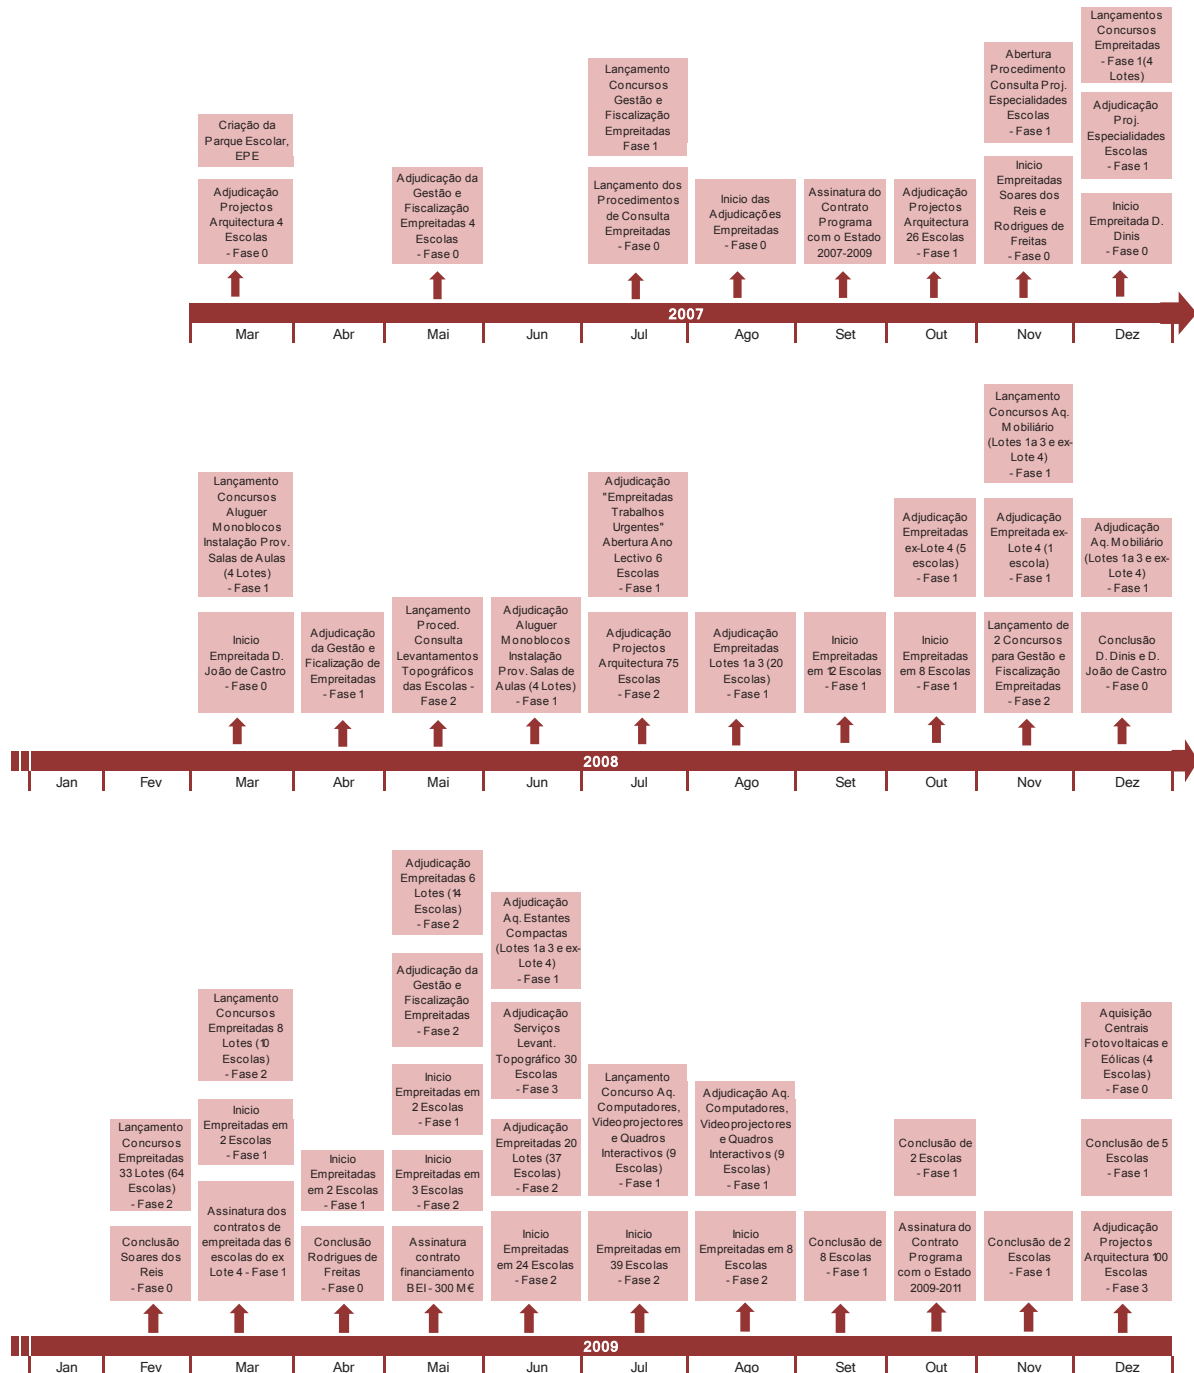 Criação da
Parque Escolar,
EPE
Adjudicação
Projectos
Arquitectura 4
Escolas
- Fase 0
Adjudicação da
Gestão e
Fiscalização
Empreitadas 4
Escolas
- Fase 0
Lançamento
Concursos
Gestão e
Fiscalização
Empreitadas
Fase 1
Lançamento dos
Procedimentos
de Consulta
Empreitadas
- Fase 0
Inicio das
Adjudicações
Empreitadas
- Fase 0
Assinatura do
Contrato
Programa
com o Estado
2007-2009
Adjudicação
Projectos
Arquitectura
26 Escolas
- Fase 1
Abertura
Procedimento
Consulta Proj.
Especialidades
Escolas
- Fase 1
Inicio
Empreitadas
Soares dos
Reis e
Rodrigues de
Freitas
- Fase 0
Lançamentos
Concursos
Empreitadas
- Fase 1(4
Lotes)
Adjudicação
Proj.
Especialidades
Escolas
- Fase 1
Inicio
Empreitada D.
Dinis
- Fase 0
2007
Mar
Abr
Mai
Jun
Jul
Ago
Set
Out
Nov
Dez
Lançamento
Concursos
Aluguer
Monoblocos
Instalação Prov.
Salas de Aulas
(4 Lotes)
- Fase 1
Inicio
Empreitada D.
João de Castro
- Fase 0
Adjudicação
da Gestão e
Ficalização de
Empreitadas
- Fase 1
Lançamento
Proced.
Consulta
Levantamentos
Topográficos
das Escolas -
Fase 2
Adjudicação
Aluguer
Monoblocos
Instalação
Prov. Salas de
Aulas (4 Lotes)
- Fase 1
Adjudicação
"Empreitadas
Trabalhos
Urgentes"
Abertura Ano
Lectivo 6
Escolas
- Fase 1
Adjudicação
Projectos
Arquitectura 75
Escolas
- Fase 2
Adjudicação
Empreitadas
Lotes 1a 3 (20
Escolas)
- Fase 1
Inicio
Empreitadas
em 12 Escolas
- Fase 1
Adjudicação
Empreitadas
ex-Lote 4 (5
escolas)
- Fase 1
Inicio
Empreitadas
em 8 Escolas
- Fase 1
Lançamento
Concursos Aq.
Mobiliário
(Lotes 1a 3 e ex-
Lote 4)
- Fase 1
Adjudicação
Empreitada ex-
Lote 4 (1
escola)
- Fase 1
Lançamento de
2 Concursos
para Gestão e
Fiscalização
Empreitadas
- Fase 2
Adjudicação
Aq. Mobiliário
(Lotes 1a 3 e ex-
Lote 4)
- Fase 1
Conclusão
D. Dinis e D.
João de Castro
- Fase 0
2008
Jan
Fev
Mar
Abr
Mai
Jun
Jul
Ago
Set
Out
Nov
Dez
Lançamento
Concursos
Empreitadas
33 Lotes (64
Escolas)
- Fase 2
Conclusão
Soares dos
Reis
- Fase 0
Lançamento
Concursos
Empreitadas 8
Lotes (10
Escolas)
- Fase 2
Inicio
Empreitadas em
2 Escolas
- Fase 1
Assinatura dos
contratos de
empreitada das 6
escolas do ex
Lote 4 - Fase 1
Inicio
Empreitadas
em 2 Escolas
- Fase 1
Conclusão
Rodrigues de
Freitas
- Fase 0
Adjudicação
Empreitadas 6
Lotes (14
Escolas)
- Fase 2
Adjudicação da
Gestão e
Fiscalização
Empreitadas
- Fase 2
Inicio
Empreitadas em
2 Escolas
- Fase 1
Inicio
Empreitadas em
3 Escolas
- Fase 2
Assinatura
contrato
financiamento
BEI - 300 M€
Adjudicação
Aq. Estantes
Compactas
(Lotes 1a 3 e ex-
Lote 4)
- Fase 1
Adjudicação
Serviços
Levant.
Topográfico 30
Escolas
- Fase 3
Adjudicação
Empreitadas 20
Lotes (37
Escolas)
- Fase 2
Inicio
Empreitadas
em 24 Escolas
- Fase 2
Lançamento
Concurso Aq.
Computadores,
Videoprojectores
e Quadros
Interactivos (9
Escolas)
- Fase 1
Inicio
Empreitadas em
39 Escolas
- Fase 2
Adjudicação Aq.
Computadores,
Videoprojectores
e Quadros
Interactivos (9
Escolas)
- Fase 1
Inicio
Empreitadas em 8
Escolas
- Fase 2
Conclusão de
8 Escolas
- Fase 1
Conclusão de
2 Escolas
- Fase 1
Assinatura do
Contrato
Programa
com o Estado
2009-2011
Conclusão de 2
Escolas
- Fase 1
Aquisição
Centrais
Fotovoltaicas e
Eólicas (4
Escolas)
- Fase 0
Conclusão de 5
Escolas
- Fase 1
Adjudicação
Projectos
Arquitectura 100
Escolas
- Fase 3
2009
Jan
Fev
Mar
Abr
Mai
Jun
Jul
Ago
Set
Out
Nov
Dez